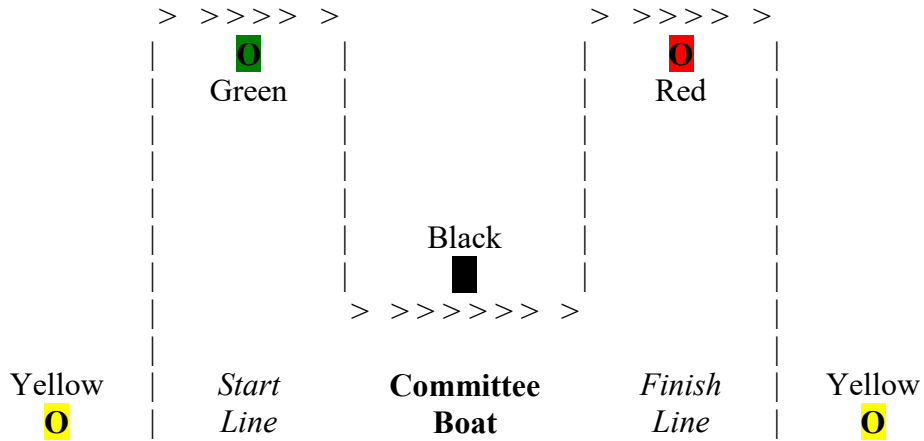 > >>>> > > >>>> >
O O
Green Red
Black
> >>>>>> >
Yellow Start Committee Finish Yellow
O Line Boat Line O